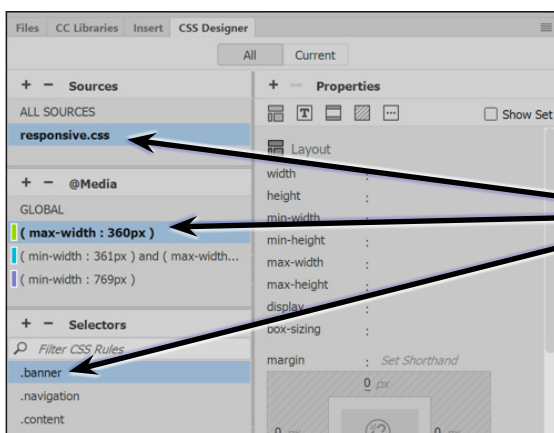 Files CC Libraries Insert CSS Designer
All Current
+ − Sources
ALL SOURCES
responsive.css
+ − @Media
GLOBAL
( max-width : 360px )
( min-width : 361px ) and ( max-width...
( min-width : 769px )
+ − Selectors
Filter CSS Rules
.banner
.navigation
.content
+ − Properties
T
Show Set
Layout
width :
height :
min-width
min-height :
max-width :
max-height :
display
box-sizing :
margin : Set Shorthand
0 px